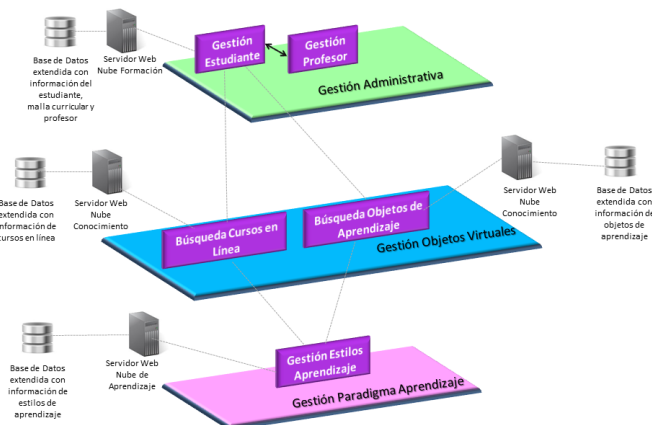 Gestión
Estudiante
Gestión
Profesor
Gestión Administrativa
Base de Datos
extendida con
información del
estudiante,
malla curricular y
profesor
Servidor Web
Nube Formación
Base de Datos
extendida con
información de
cursos en línea
Servidor Web
Nube
Conocimiento
Búsqueda Cursos en
Línea
Búsqueda Objetos de
Aprendizaje
Gestión Objetos Virtuales
Servidor Web
Nube
Conocimiento
Base de Datos
extendida con
información de
objetos de
aprendizaje
Base de Datos
extendida con
información de
estilos de
aprendizaje
Servidor Web
Nube de
Aprendizaje
Gestión Estilos
Aprendizaje
Gestión Paradigma Aprendizaje